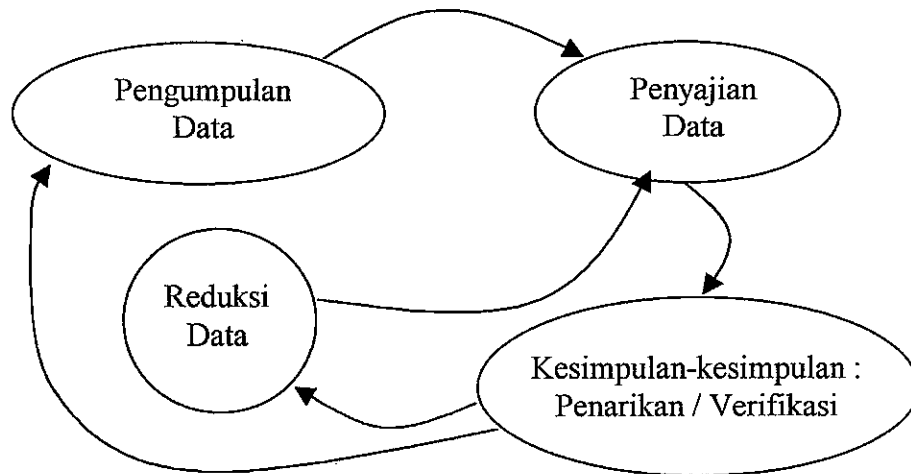 Pengumpulan
Data
Penyajian
Data
Reduksi
Data
Kesimpulan-kesimpulan :
Penarikan / Verifikasi